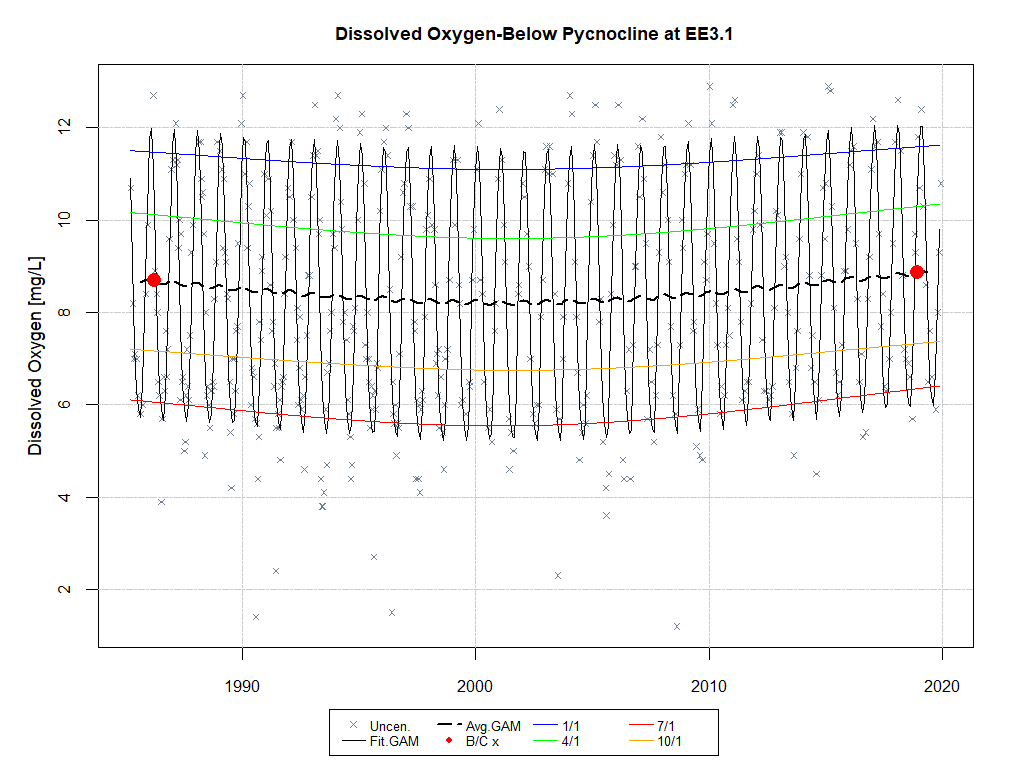 Dissolved Oxygen-Below Pycnocline at EE3.1
Dissolved Oxygen [mg/L]
12
10
8
6
4
2
1990 2000 2010 2020
Uncen. Avg.GAM 1/1 7/1
Fit.GAM B/C x 4/1 10/1